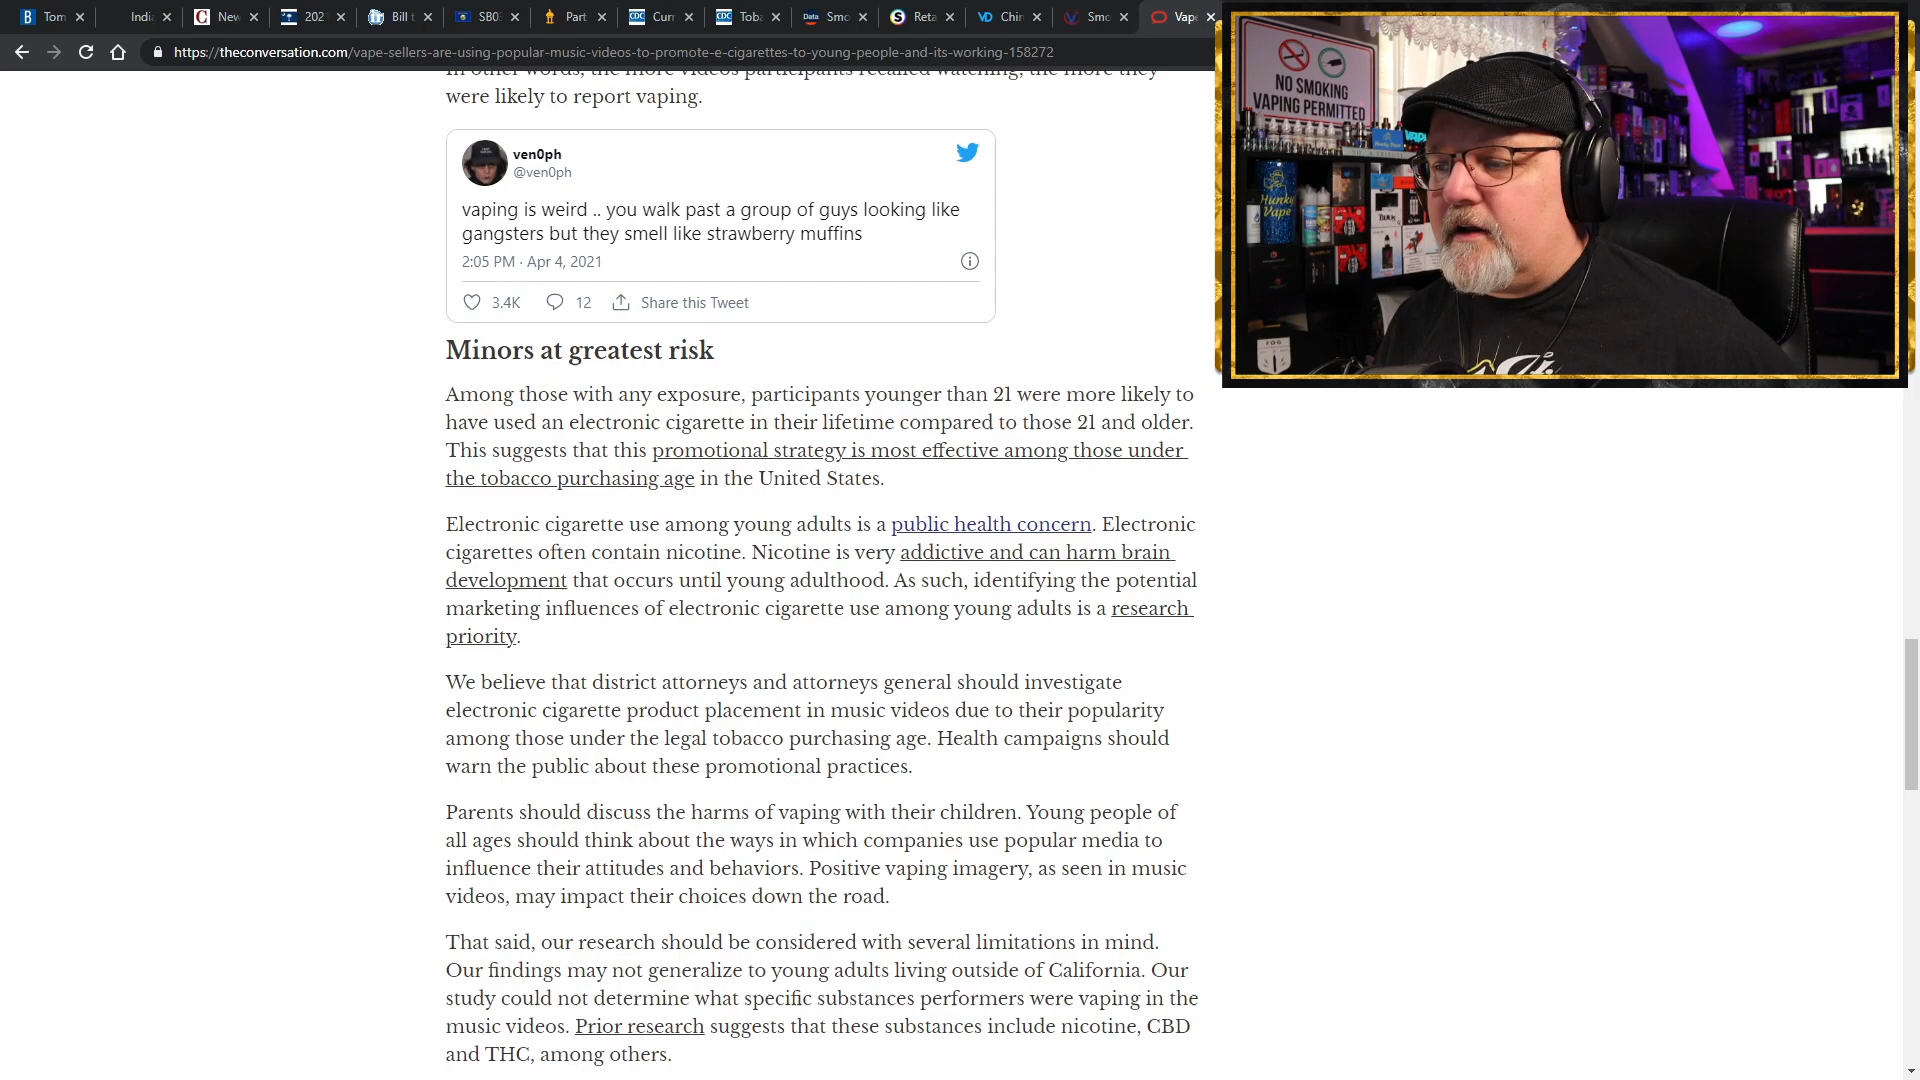 Tom
India
New
202
Bill t
SB0
Part
Curr
Toba
Smo
Reta
Chin
Smo
Vape
https://theconversation.com/vape-sellers-are-using-popular-music-videos-to-promote-e-cigarettes-to-young-people-and-its-working-158272
In other words, the more videos participants recalled watching, the more they
were likely to report vaping.
ven0ph
@ven0ph
vaping is weird .. you walk past a group of guys looking like
gangsters but they smell like strawberry muffins
2:05 PM · Apr 4, 2021
3.4K 12 Share this Tweet
Minors at greatest risk
Among those with any exposure, participants younger than 21 were more likely to
have used an electronic cigarette in their lifetime compared to those 21 and older.
This suggests that this promotional strategy is most effective among those under
the tobacco purchasing age in the United States.
Electronic cigarette use among young adults is a public health concern. Electronic
cigarettes often contain nicotine. Nicotine is very addictive and can harm brain
development that occurs until young adulthood. As such, identifying the potential
marketing influences of electronic cigarette use among young adults is a research
priority.
We believe that district attorneys and attorneys general should investigate
electronic cigarette product placement in music videos due to their popularity
among those under the legal tobacco purchasing age. Health campaigns should
warn the public about these promotional practices.
Parents should discuss the harms of vaping with their children. Young people of
all ages should think about the ways in which companies use popular media to
influence their attitudes and behaviors. Positive vaping imagery, as seen in music
videos, may impact their choices down the road.
That said, our research should be considered with several limitations in mind.
Our findings may not generalize to young adults living outside of California. Our
study could not determine what specific substances performers were vaping in the
music videos. Prior research suggests that these substances include nicotine, CBD
and THC, among others.
NO SMOKING
VAPING PERMITTED
Hunky
Vape
FOG